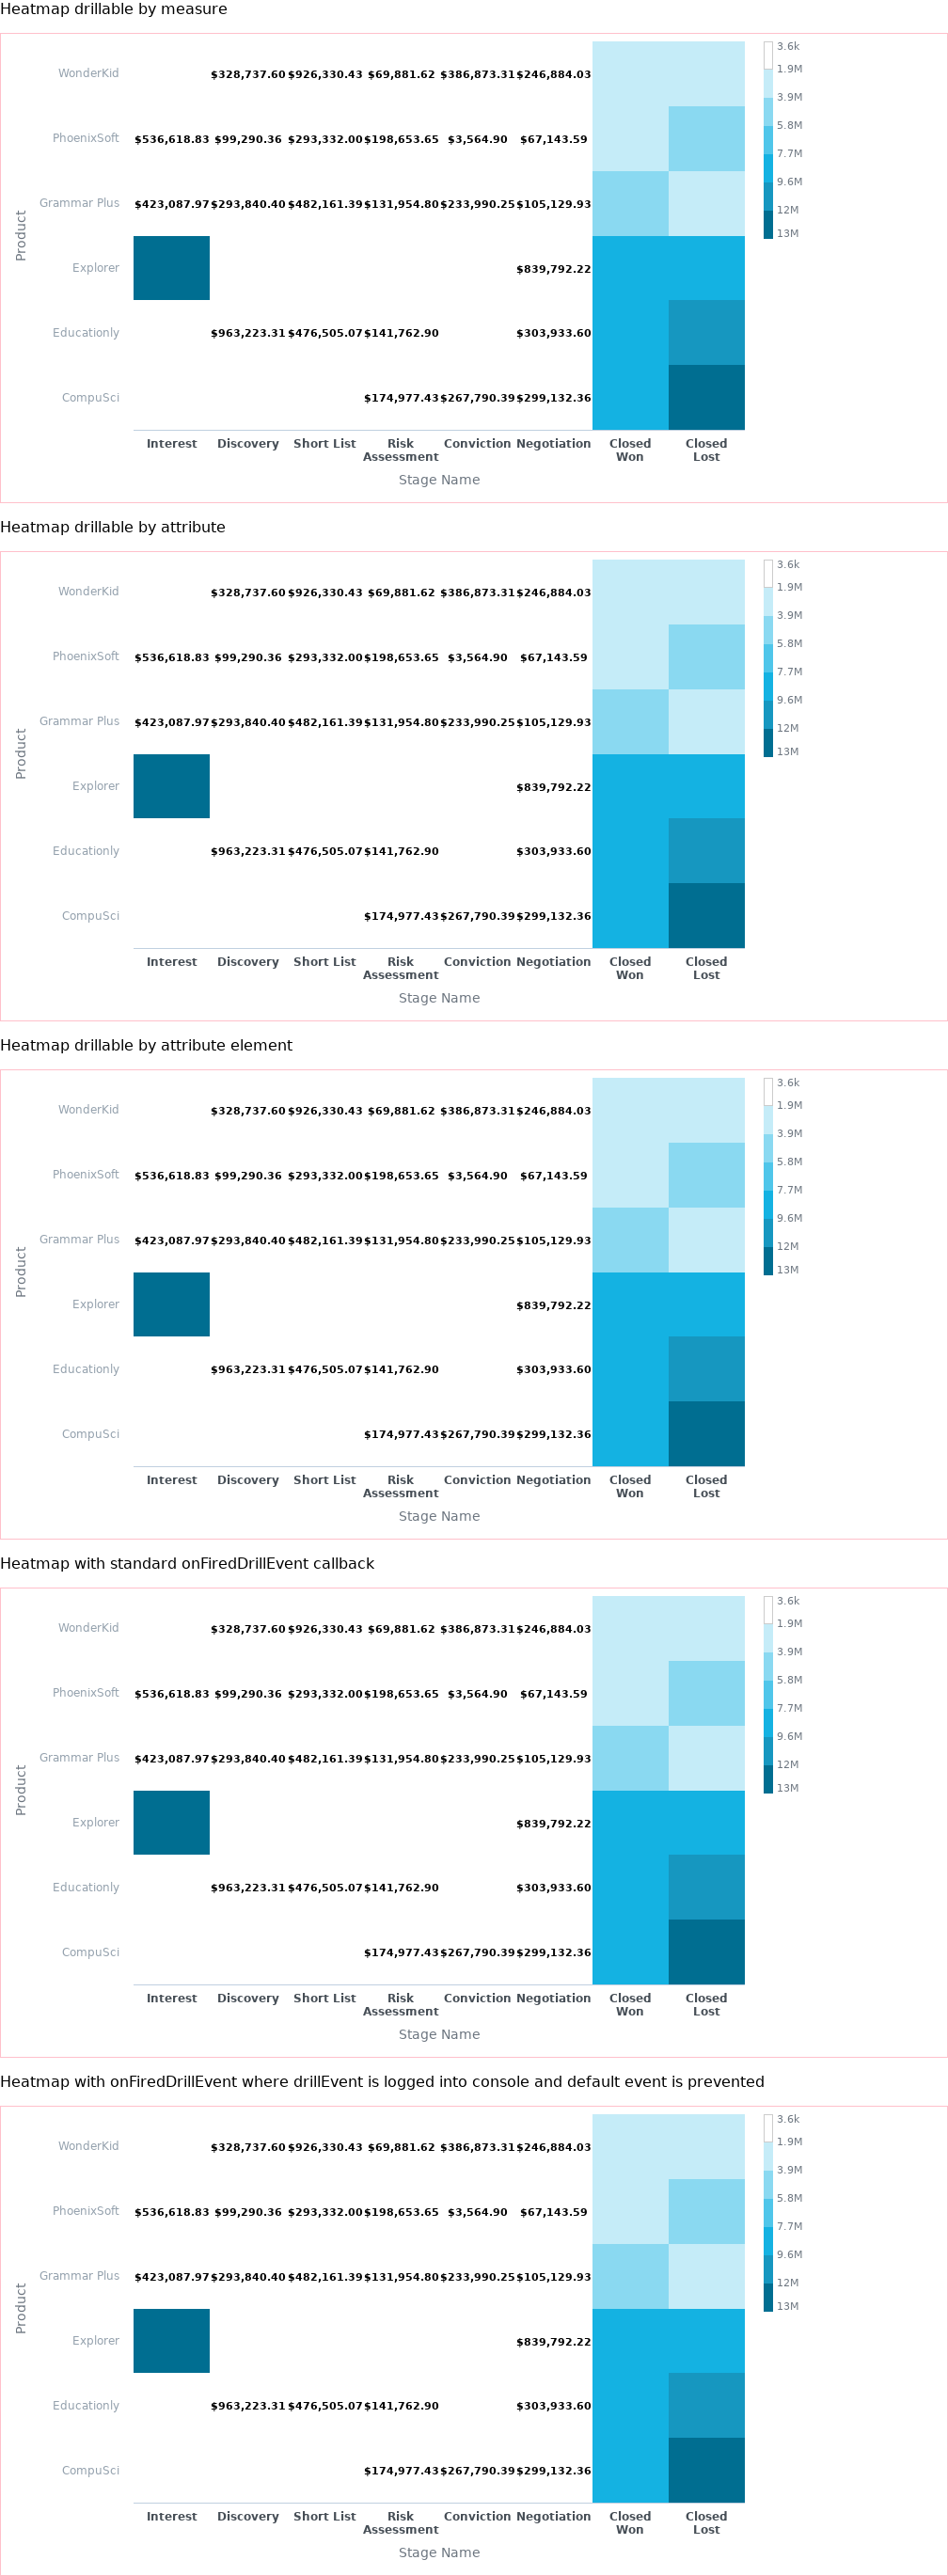 Heatmap drillable by measure
WonderKid $328,737.60 $926,330.43 $69,881.62 $386,873.31 $246,884.03
PhoenixSoft $536,618.83 $99,290.36 $293,332.00 $198,653.65 $3,564.90 $67,143.59
Grammar Plus $423,087.97 $293,840.40 $482,161.39 $131,954.80 $233,990.25 $105,129.93
Explorer $839,792.22
Educationly $963,223.31 $476,505.07 $141,762.90 $303,933.60
CompuSci $174,977.43 $267,790.39 $299,132.36
Product
Interest Discovery Short List Risk Assessment Conviction Negotiation Closed Won Closed Lost
Stage Name
3.6k
1.9M
3.9M
5.8M
7.7M
9.6M
12M
13M
Heatmap drillable by attribute
WonderKid $328,737.60 $926,330.43 $69,881.62 $386,873.31 $246,884.03
PhoenixSoft $536,618.83 $99,290.36 $293,332.00 $198,653.65 $3,564.90 $67,143.59
Grammar Plus $423,087.97 $293,840.40 $482,161.39 $131,954.80 $233,990.25 $105,129.93
Explorer $839,792.22
Educationly $963,223.31 $476,505.07 $141,762.90 $303,933.60
CompuSci $174,977.43 $267,790.39 $299,132.36
Product
Interest Discovery Short List Risk Assessment Conviction Negotiation Closed Won Closed Lost
Stage Name
3.6k
1.9M
3.9M
5.8M
7.7M
9.6M
12M
13M
Heatmap drillable by attribute element
WonderKid $328,737.60 $926,330.43 $69,881.62 $386,873.31 $246,884.03
PhoenixSoft $536,618.83 $99,290.36 $293,332.00 $198,653.65 $3,564.90 $67,143.59
Grammar Plus $423,087.97 $293,840.40 $482,161.39 $131,954.80 $233,990.25 $105,129.93
Explorer $839,792.22
Educationly $963,223.31 $476,505.07 $141,762.90 $303,933.60
CompuSci $174,977.43 $267,790.39 $299,132.36
Product
Interest Discovery Short List Risk Assessment Conviction Negotiation Closed Won Closed Lost
Stage Name
3.6k
1.9M
3.9M
5.8M
7.7M
9.6M
12M
13M
Heatmap with standard onFiredDrillEvent callback
WonderKid $328,737.60 $926,330.43 $69,881.62 $386,873.31 $246,884.03
PhoenixSoft $536,618.83 $99,290.36 $293,332.00 $198,653.65 $3,564.90 $67,143.59
Grammar Plus $423,087.97 $293,840.40 $482,161.39 $131,954.80 $233,990.25 $105,129.93
Explorer $839,792.22
Educationly $963,223.31 $476,505.07 $141,762.90 $303,933.60
CompuSci $174,977.43 $267,790.39 $299,132.36
Product
Interest Discovery Short List Risk Assessment Conviction Negotiation Closed Won Closed Lost
Stage Name
3.6k
1.9M
3.9M
5.8M
7.7M
9.6M
12M
13M
Heatmap with onFiredDrillEvent where drillEvent is logged into console and default event is prevented
WonderKid $328,737.60 $926,330.43 $69,881.62 $386,873.31 $246,884.03
PhoenixSoft $536,618.83 $99,290.36 $293,332.00 $198,653.65 $3,564.90 $67,143.59
Grammar Plus $423,087.97 $293,840.40 $482,161.39 $131,954.80 $233,990.25 $105,129.93
Explorer $839,792.22
Educationly $963,223.31 $476,505.07 $141,762.90 $303,933.60
CompuSci $174,977.43 $267,790.39 $299,132.36
Product
Interest Discovery Short List Risk Assessment Conviction Negotiation Closed Won Closed Lost
Stage Name
3.6k
1.9M
3.9M
5.8M
7.7M
9.6M
12M
13M